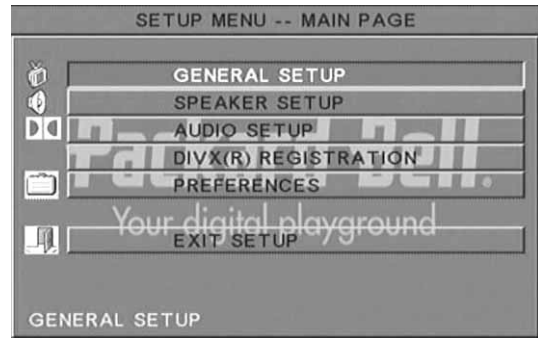 SETUP MENU -- MAIN PAGE
GENERAL SETUP
SPEAKER SETUP
AUDIO SETUP
DIVX(R) REGISTRATION
PREFERENCES
Packard Bell.
Your digital playground
EXIT SETUP
GENERAL SETUP